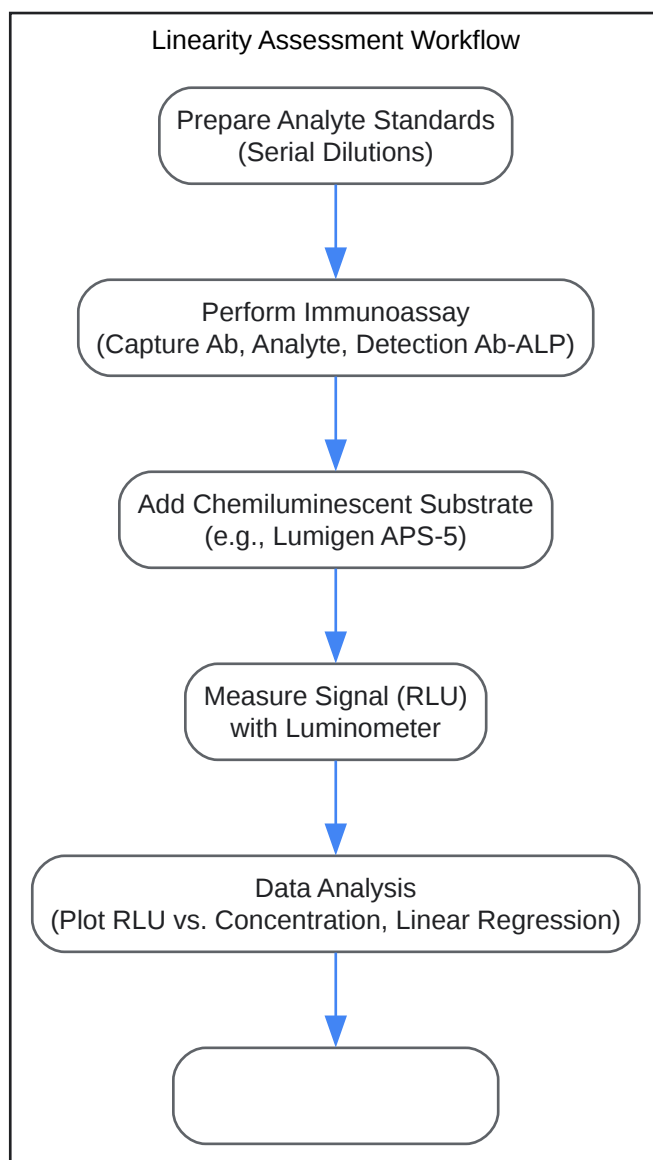 Linearity Assessment Workflow
Prepare Analyte Standards
(Serial Dilutions)
Perform Immunoassay
(Capture Ab, Analyte, Detection Ab-ALP)
Add Chemiluminescent Substrate
(e.g., Lumigen APS-5)
Measure Signal (RLU)
with Luminometer
Data Analysis
(Plot RLU vs. Concentration, Linear Regression)